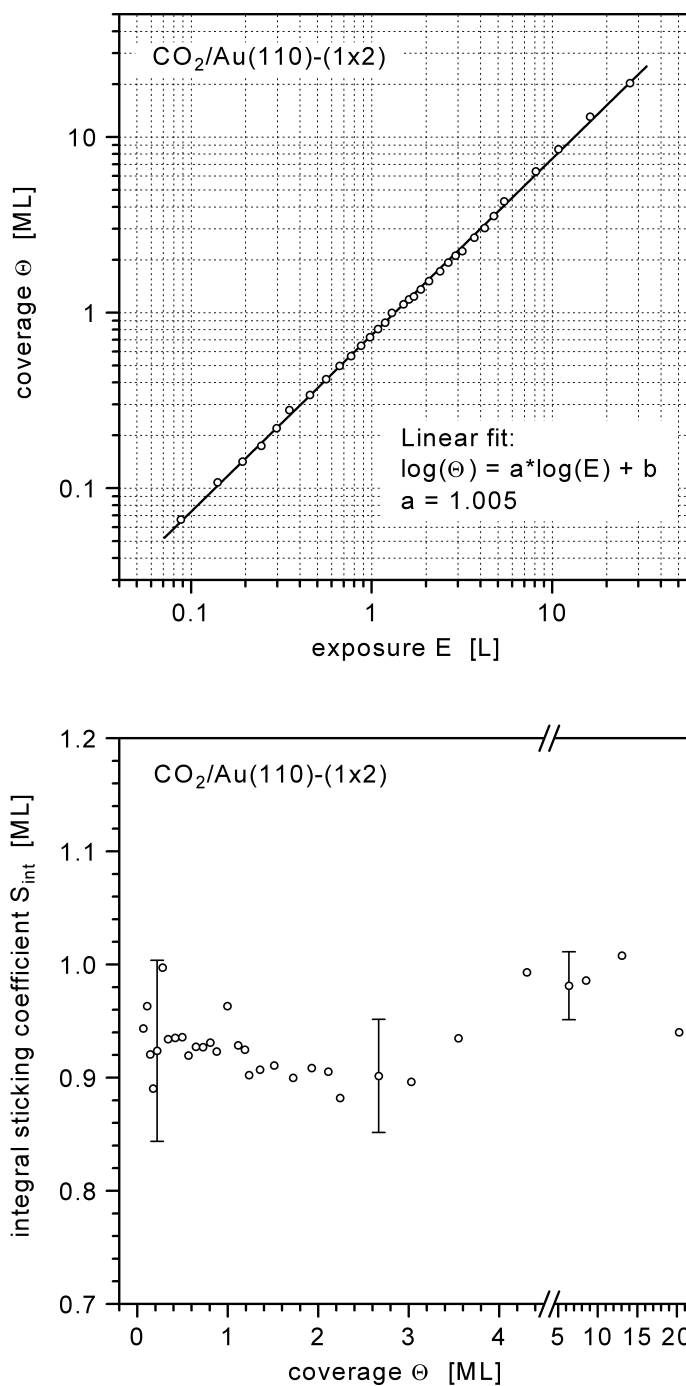 CO₂/Au(110)-(1x2)
10
1
0.1
coverage Θ [ML]
Linear fit:
log(Θ) = a*log(E) + b
a = 1.005
0.1 1 10
exposure E [L]
1.2
CO₂/Au(110)-(1x2)
1.1
1.0
0.9
0.8
0.7
integral sticking coefficient S_int [ML]
0 1 2 3 4 5 10 15 20
coverage Θ [ML]